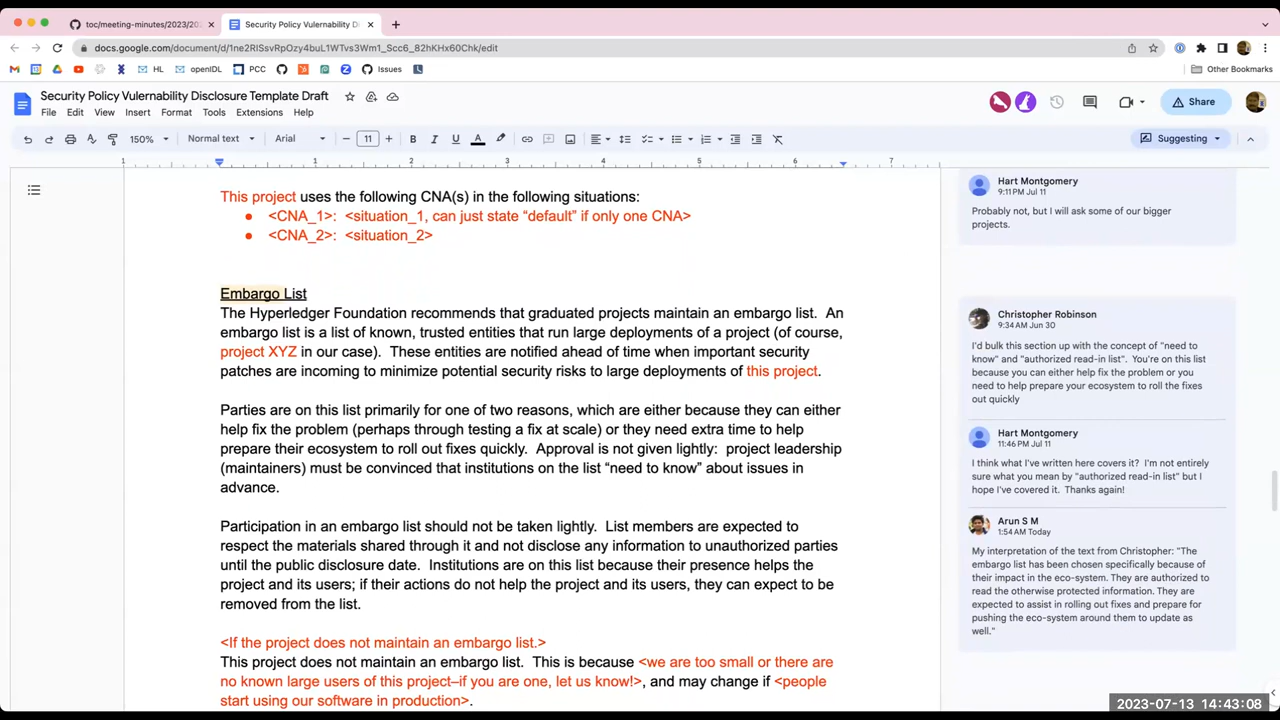 toc/meeting-minutes/2023/202
Security Policy Vulernability D
docs.google.com/document/d/1ne2RISsvRpOzy4buL1WTvs3Wm1_Scc6_82hKHx60Chk/edit
HL
openIDL
PCC
Issues
Other Bookmarks
Security Policy Vulernability Disclosure Template Draft
File Edit View Insert Format Tools Extensions Help
Share
150% Normal text Arial 11 Suggesting
1 1 2 3 4 5 6 7
This project uses the following CNA(s) in the following situations:
<CNA_1>: <situation_1, can just state “default” if only one CNA>
<CNA_2>: <situation_2>
Embargo List
The Hyperledger Foundation recommends that graduated projects maintain an embargo list. An
embargo list is a list of known, trusted entities that run large deployments of a project (of course,
project XYZ in our case). These entities are notified ahead of time when important security
patches are incoming to minimize potential security risks to large deployments of this project.
Parties are on this list primarily for one of two reasons, which are either because they can either
help fix the problem (perhaps through testing a fix at scale) or they need extra time to help
prepare their ecosystem to roll out fixes quickly. Approval is not given lightly: project leadership
(maintainers) must be convinced that institutions on the list “need to know” about issues in
advance.
Participation in an embargo list should not be taken lightly. List members are expected to
respect the materials shared through it and not disclose any information to unauthorized parties
until the public disclosure date. Institutions are on this list because their presence helps the
project and its users; if their actions do not help the project and its users, they can expect to be
removed from the list.
<If the project does not maintain an embargo list.>
This project does not maintain an embargo list. This is because <we are too small or there are
no known large users of this project–if you are one, let us know!>, and may change if <people
start using our software in production>.
Hart Montgomery
9:11 PM Jul 11
Probably not, but I will ask some of our bigger
projects.
Christopher Robinson
9:34 AM Jun 30
I'd bulk this section up with the concept of "need to
know" and "authorized read-in list". You're on this list
because you can either help fix the problem or you
need to help prepare your ecosystem to roll the fixes
out quickly
Hart Montgomery
11:46 PM Jul 11
I think what I've written here covers it? I'm not entirely
sure what you mean by "authorized read-in list" but I
hope I've covered it. Thanks again!
Arun S M
1:54 AM Today
My interpretation of the text from Christopher: "The
embargo list has been chosen specifically because of
their impact in the eco-system. They are authorized to
read the otherwise protected information. They are
expected to assist in rolling out fixes and prepare for
pushing the eco-system around them to update as
well."
2023-07-13 14:43:08